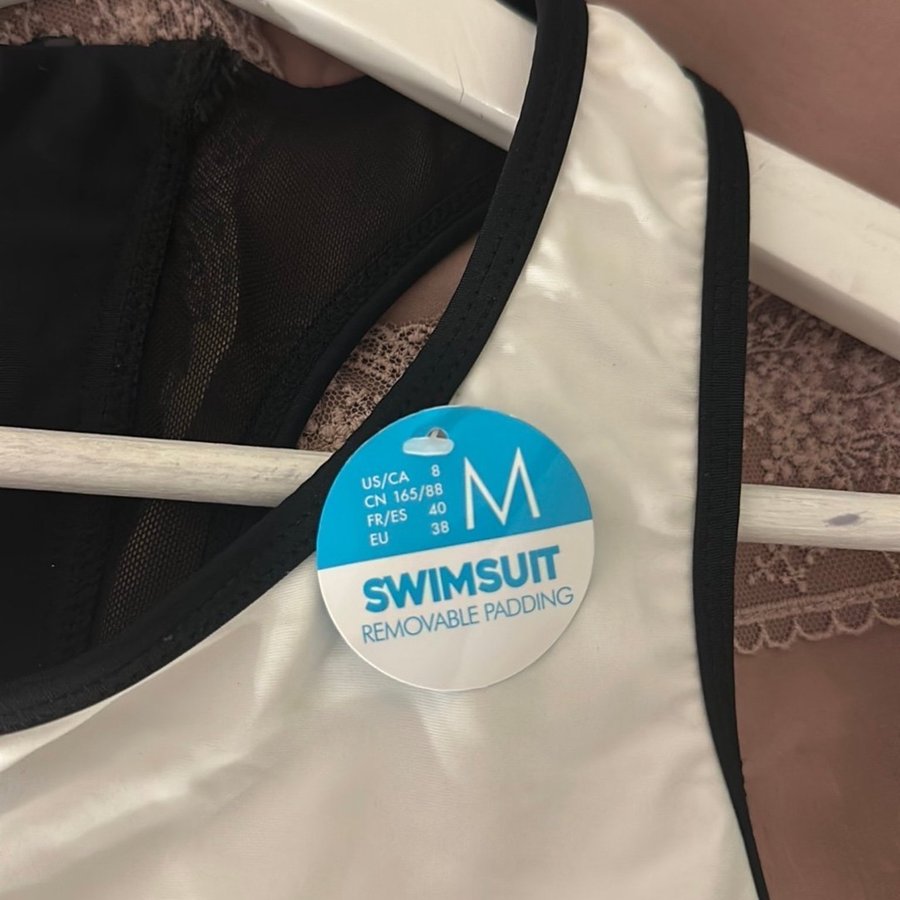 US/CA 8
CN 165/88
FR/ES 40
EU 38
M
SWIMSUIT
REMOVABLE PADDING